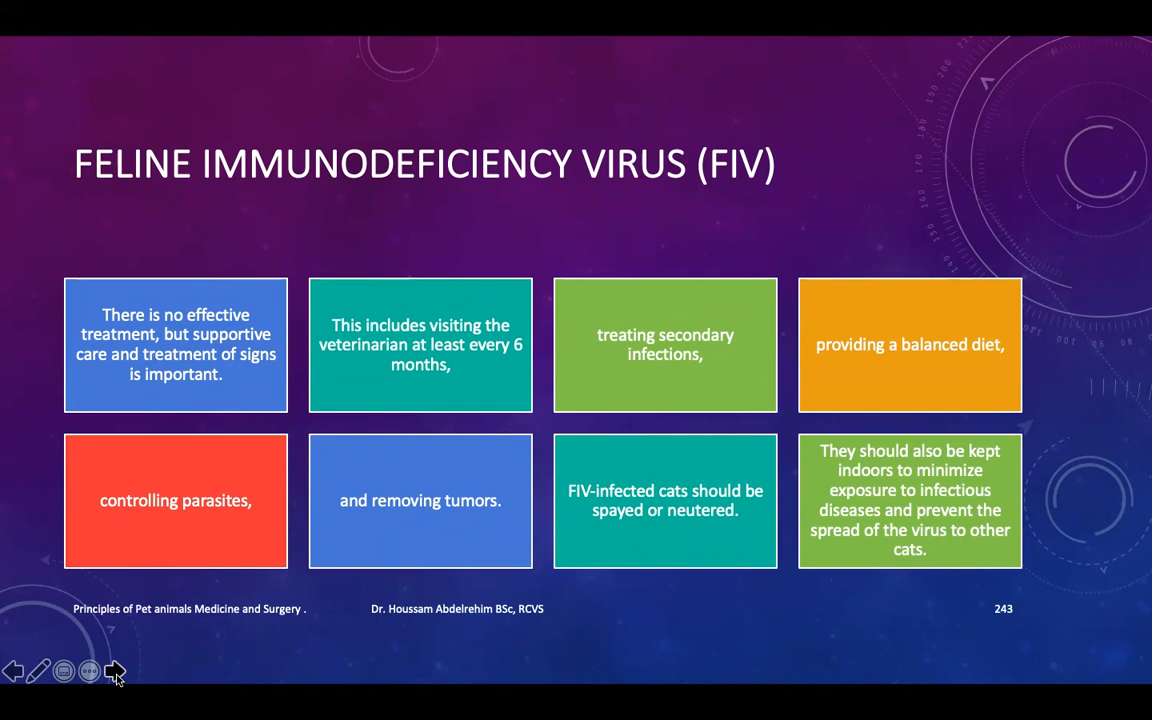 FELINE IMMUNODEFICIENCY VIRUS (FIV)
There is no effective
treatment, but supportive
care and treatment of signs
is important.
This includes visiting the
veterinarian at least every 6
months,
treating secondary
infections,
providing a balanced diet,
controlling parasites,
and removing tumors.
FIV-infected cats should be
spayed or neutered.
They should also be kept
indoors to minimize
exposure to infectious
diseases and prevent the
spread of the virus to other
cats.
Principles of Pet animals Medicine and Surgery .
Dr. Houssam Abdelrehim BSc, RCVS
243